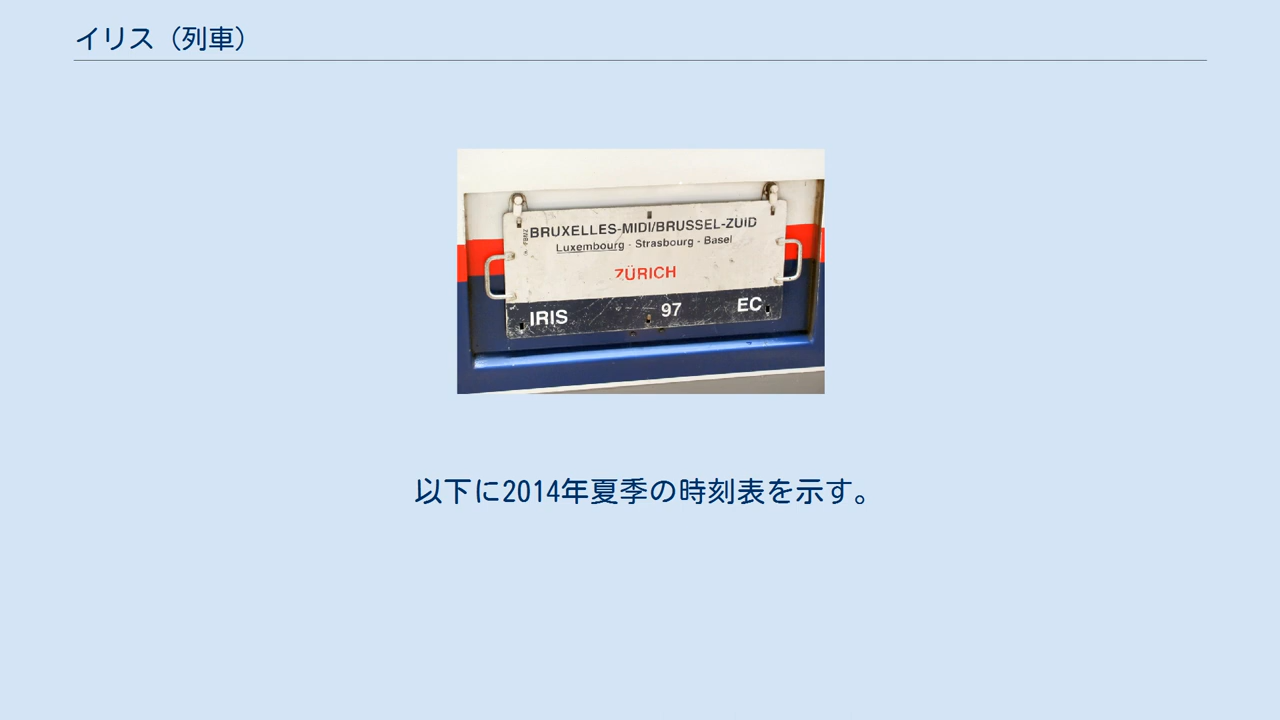 イリス（列車）
BRUXELLES-MIDI/BRUSSEL-ZUID
Luxembourg - Strasbourg - Basel
ZÜRICH
IRIS 97 EC
以下に2014年夏季の時刻表を示す。